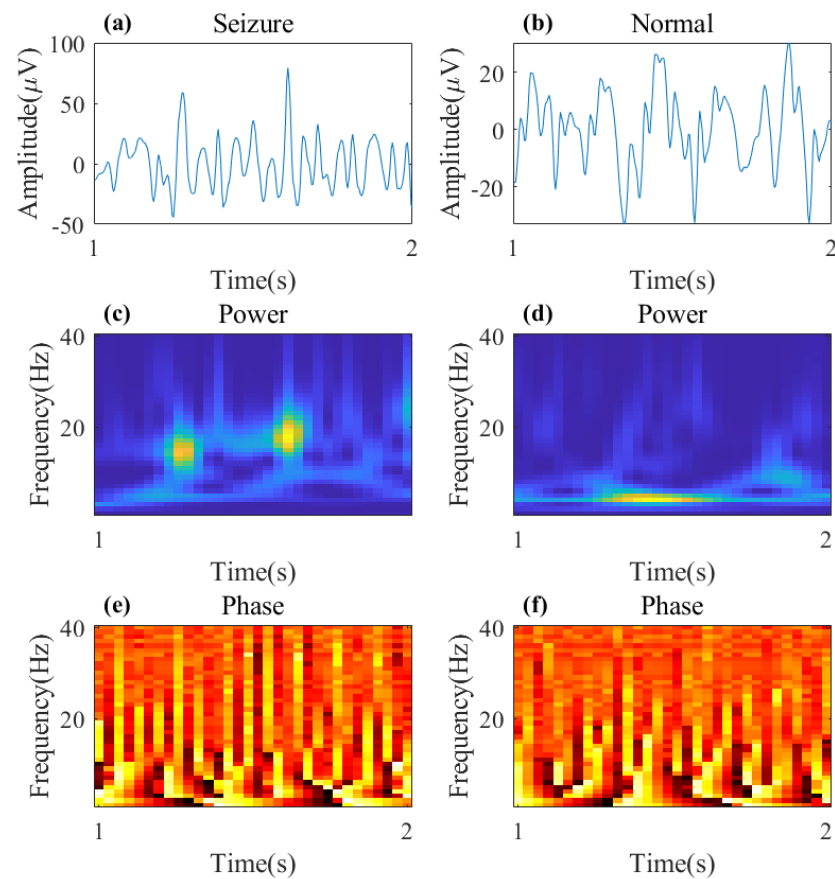 (a) Seizure
Amplitude(μV)
100
50
0
-50
1 2
Time(s)
(b) Normal
Amplitude(μV)
20
0
-20
1 2
Time(s)
(c) Power
Frequency(Hz)
40
20
1 2
Time(s)
(d) Power
Frequency(Hz)
40
20
1 2
Time(s)
(e) Phase
Frequency(Hz)
40
20
1 2
Time(s)
(f) Phase
Frequency(Hz)
40
20
1 2
Time(s)